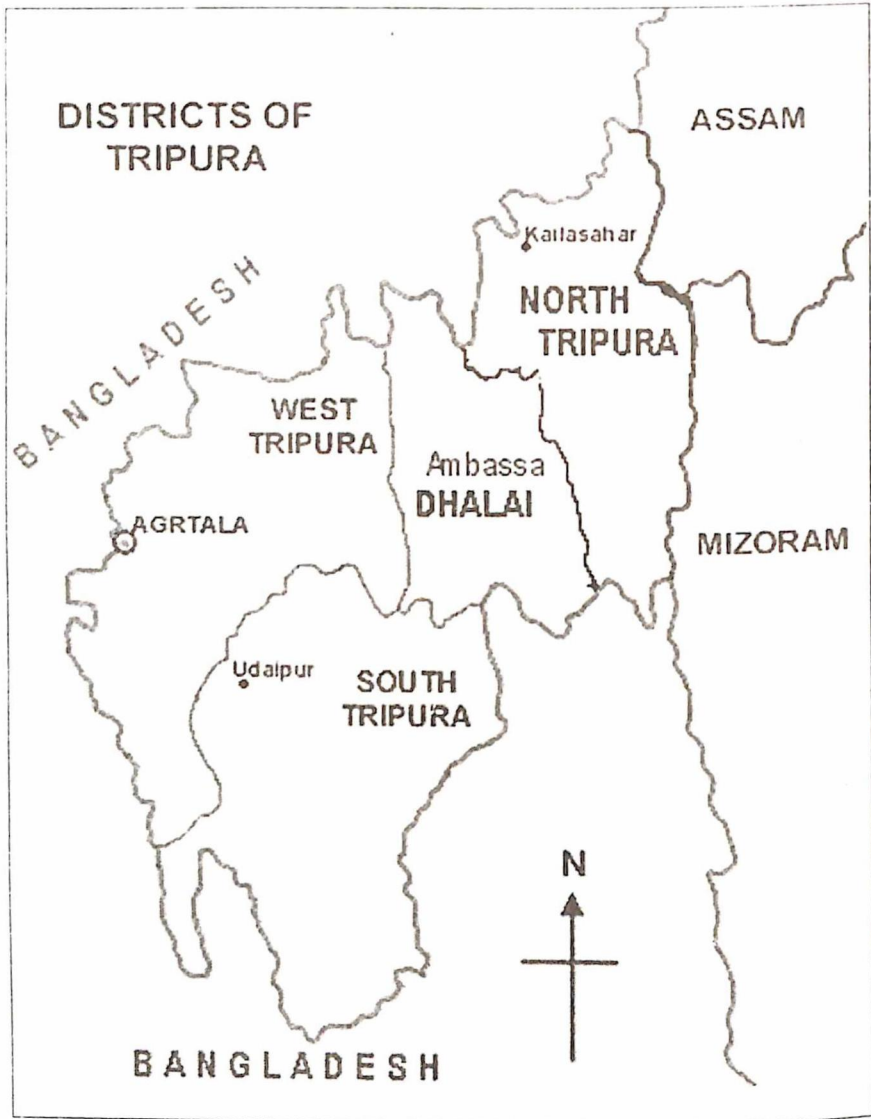 DISTRICTS OF
TRIPURA
ASSAM
Kailasahar
NORTH
TRIPURA
BANGLADESH
WEST
TRIPURA
Ambassa
DHALAI
AGRTALA
MIZORAM
Udaipur
SOUTH
TRIPURA
N
BANGLADESH